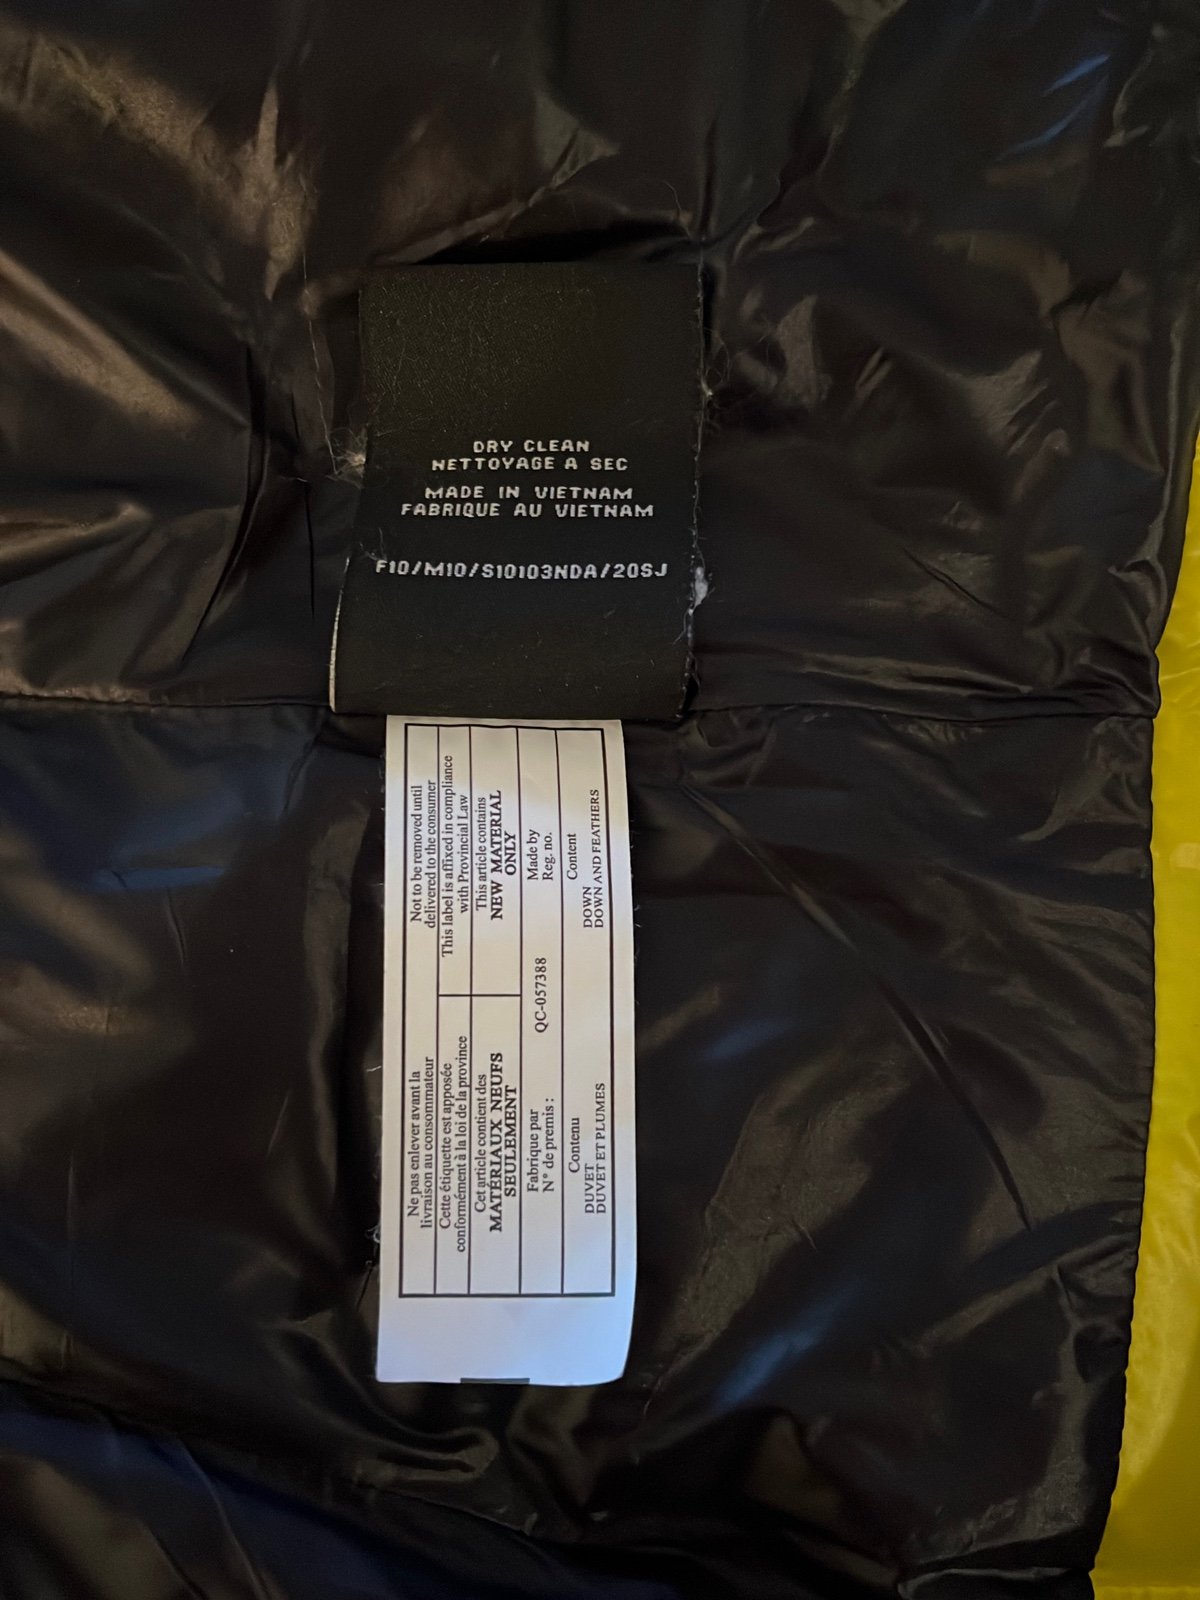 DRY CLEAN
NETTOYAGE A SEC
MADE IN VIETNAM
FABRIQUE AU VIETNAM
F10/M10/S10103NDA/20SJ
Not to be removed until
delivered to the consumer
This label is affixed in compliance
with Provincial Law
This article contains
NEW MATERIAL
ONLY
Made by
Reg. no.
Content
DOWN
DOWN AND FEATHERS
QC-057388
Ne pas enlever avant la
livraison au consommateur
Cette étiquette est apposée
conformément à la loi de la province
Cet article contient des
MATÉRIAUX NEUFS
SEULEMENT
Fabrique par
N° de premis :
Contenu
DUVET
DUVET ET PLUMES